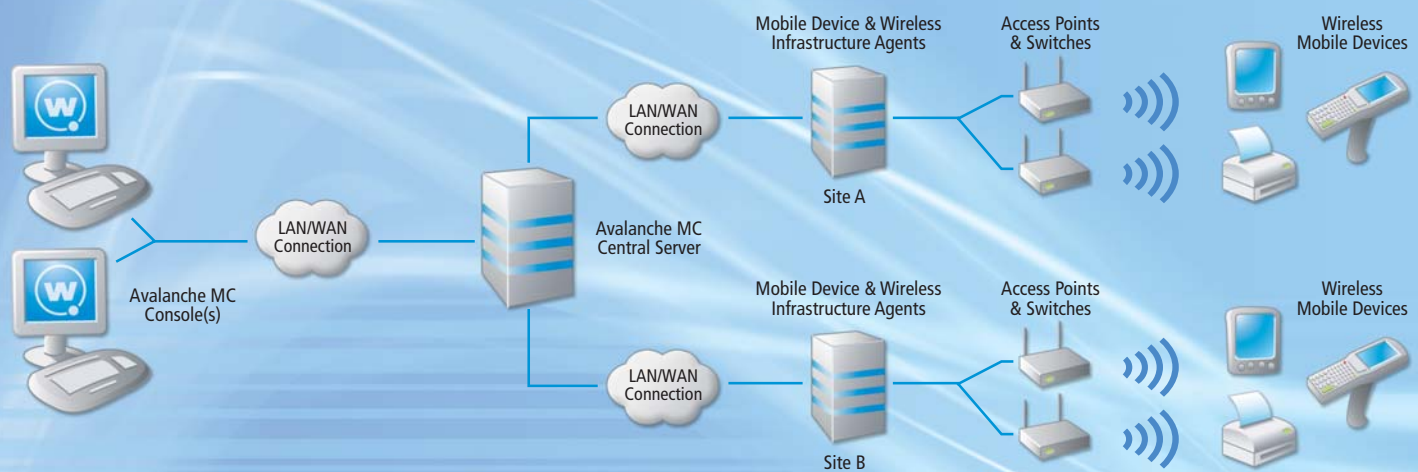 Mobile Device & Wireless
Infrastructure Agents
Access Points
& Switches
Wireless
Mobile Devices
W
LAN/WAN
Connection
Site A
LAN/WAN
Connection
Avalanche MC
Central Server
W
Avalanche MC
Console(s)
Mobile Device & Wireless
Infrastructure Agents
Access Points
& Switches
Wireless
Mobile Devices
LAN/WAN
Connection
Site B